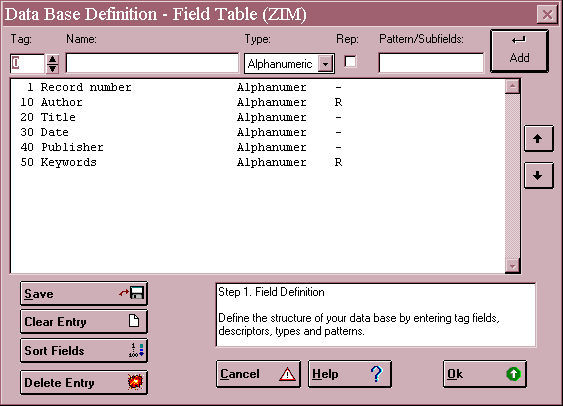 Data Base Definition - Field Table (ZIM)
Tag: Name: Type: Rep: Pattern/Subfields:
0 Alphanumeric Add
1 Record number Alphanumer -
10 Author Alphanumer R
20 Title Alphanumer -
30 Date Alphanumer -
40 Publisher Alphanumer -
50 Keywords Alphanumer R
Save
Clear Entry
Sort Fields
Delete Entry
Step 1. Field Definition
Define the structure of your data base by entering tag fields,
descriptors, types and patterns.
Cancel Help Ok